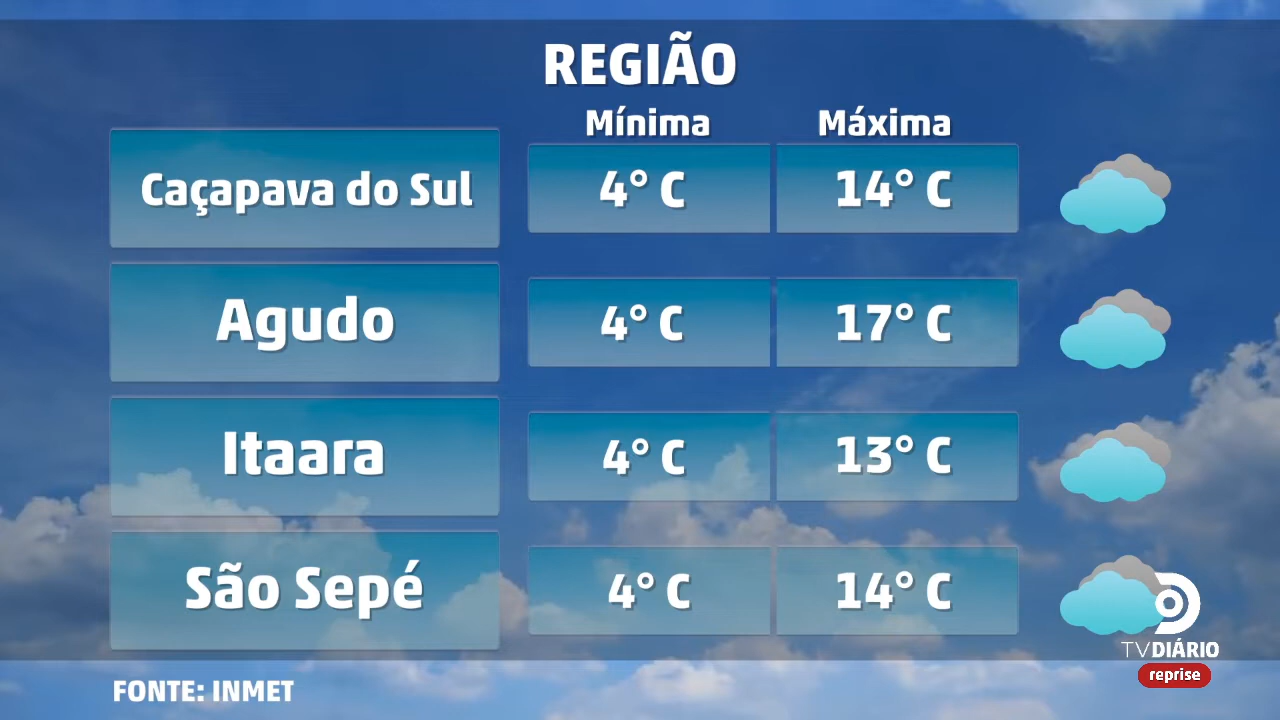 REGIÃO
Mínima Máxima
Caçapava do Sul 4° C 14° C
Agudo 4° C 17° C
Itaara 4° C 13° C
São Sepé 4° C 14° C
TV DIÁRIO
reprise
FONTE: INMET